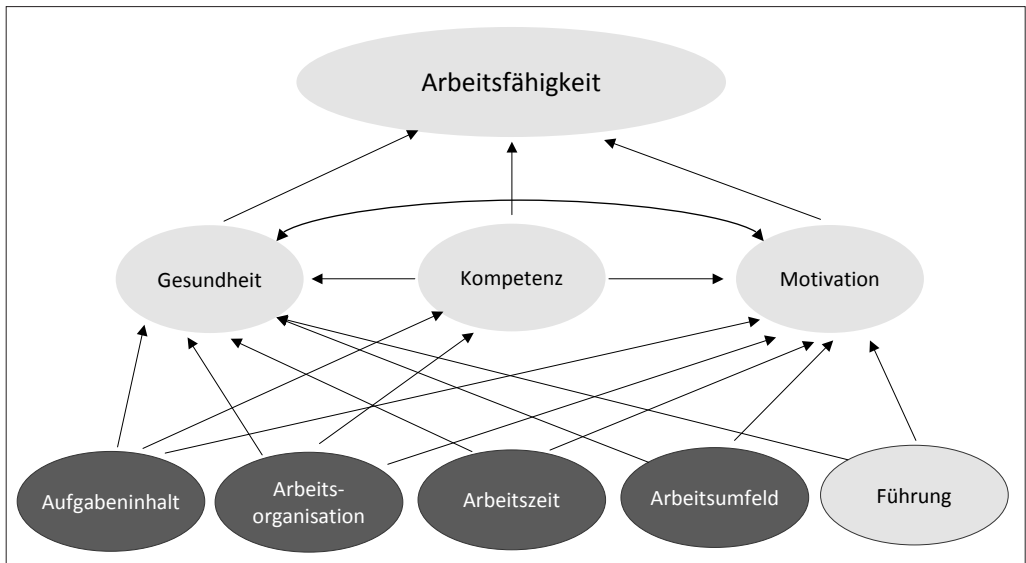 Arbeitsfähigkeit
Gesundheit
Kompetenz
Motivation
Aufgabeninhalt
Arbeits-
organisation
Arbeitszeit
Arbeitsumfeld
Führung